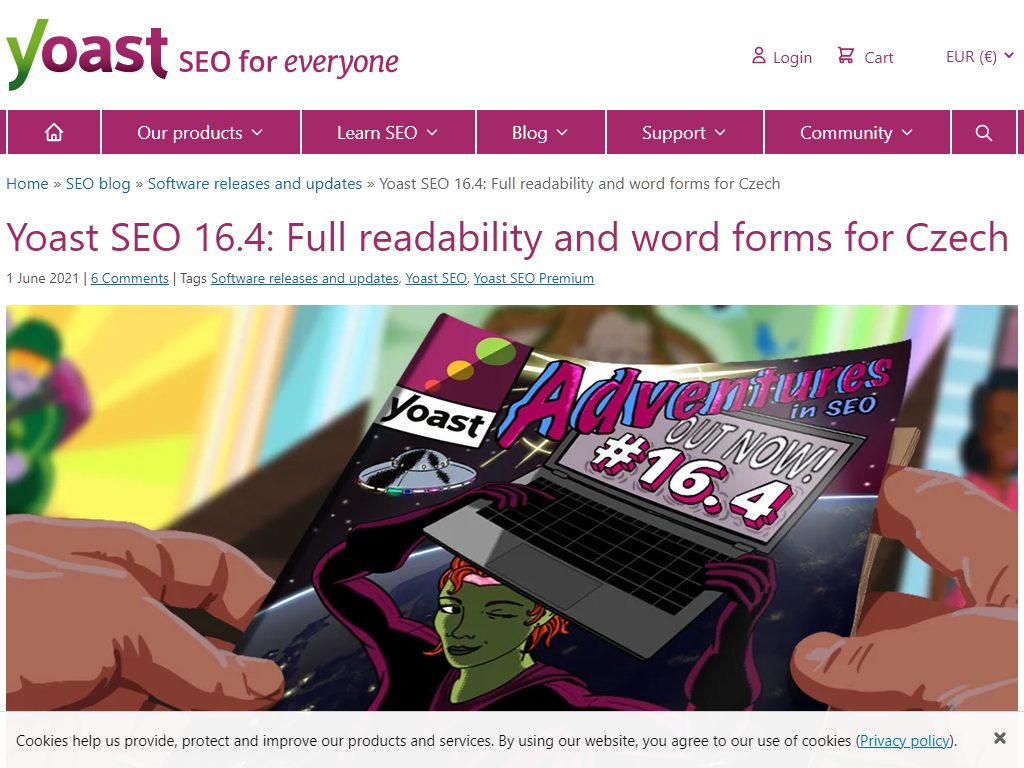 yoast SEO for everyone
Login
Cart
EUR (€)
Our products
Learn SEO
Blog
Support
Community
Home » SEO blog » Software releases and updates » Yoast SEO 16.4: Full readability and word forms for Czech
Yoast SEO 16.4: Full readability and word forms for Czech
1 June 2021 | 6 Comments | Tags Software releases and updates, Yoast SEO, Yoast SEO Premium
yoast
Adventures
in SEO
OUT NOW!
#16.4
Cookies help us provide, protect and improve our products and services. By using our website, you agree to our use of cookies (Privacy policy).